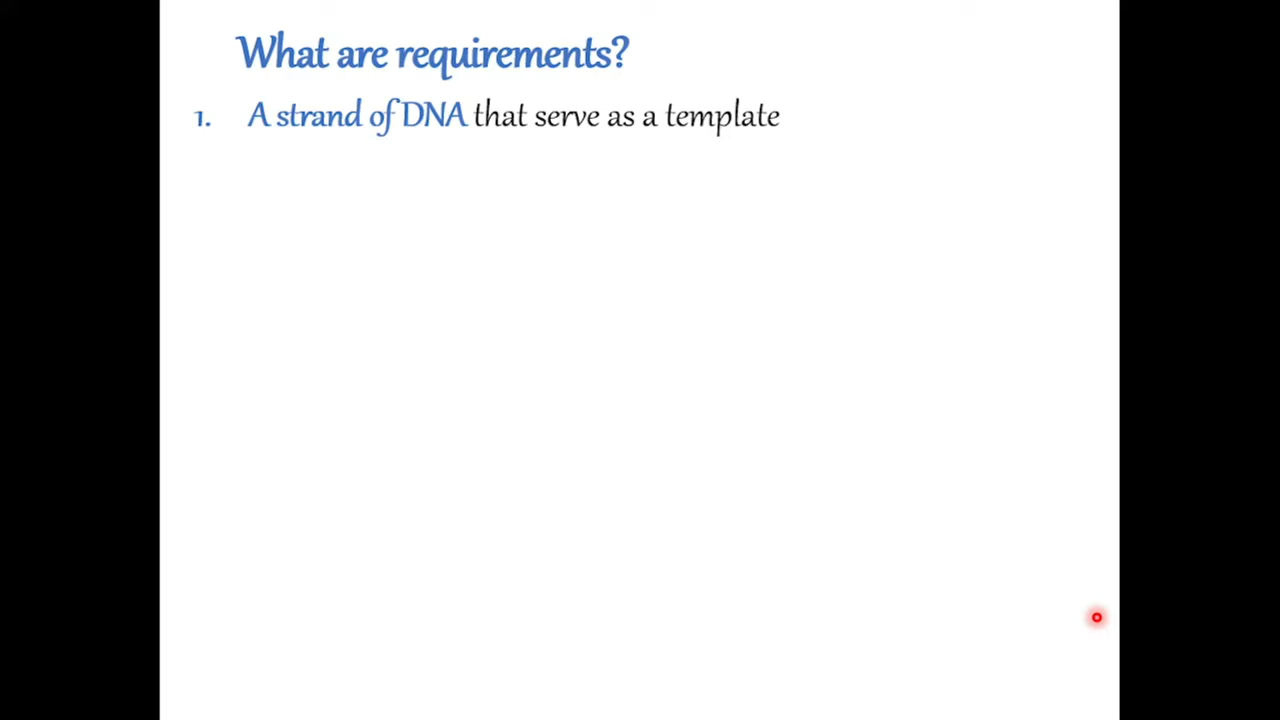 What are requirements?
1. A strand of DNA that serve as a template